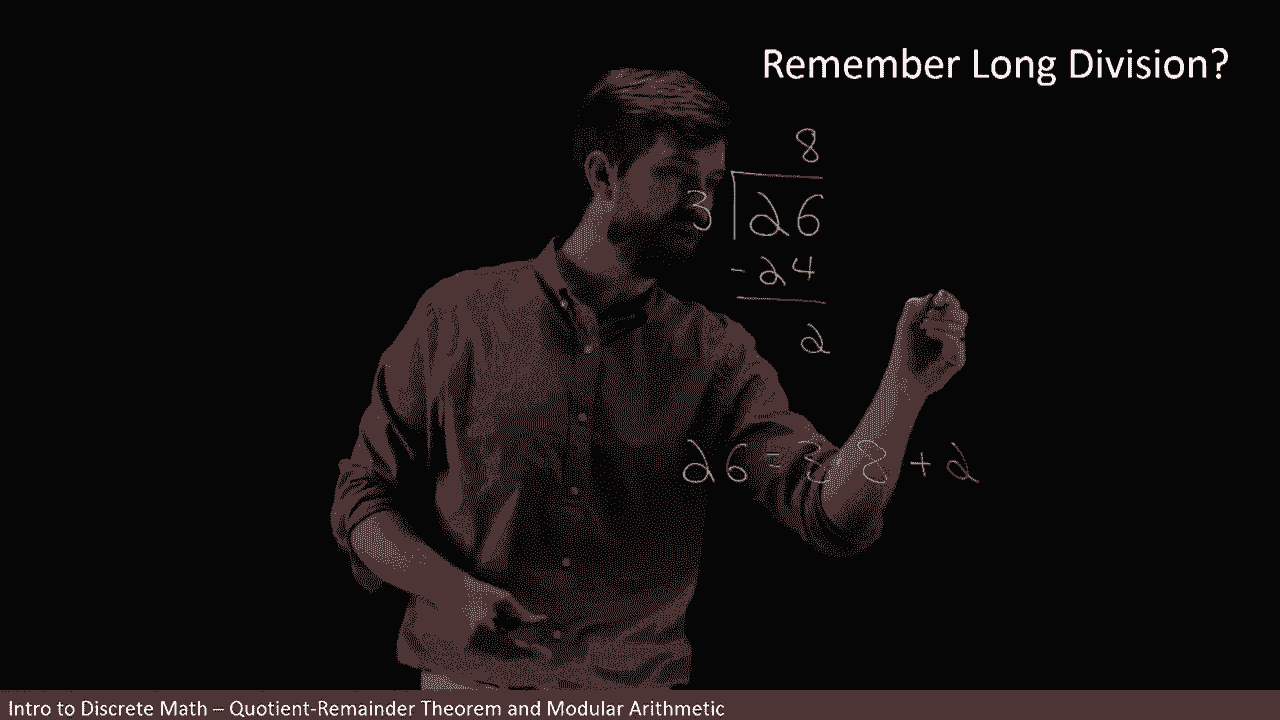 Remember Long Division?
8
3 26
-24
2
26 = 3 8 + 2
Intro to Discrete Math – Quotient-Remainder Theorem and Modular Arithmetic